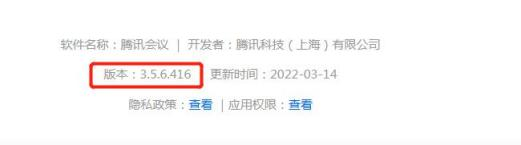 软件名称：腾讯会议 | 开发者：腾讯科技（上海）有限公司
版本：3.5.6.416 更新时间：2022-03-14
隐私政策：查看 | 应用权限：查看